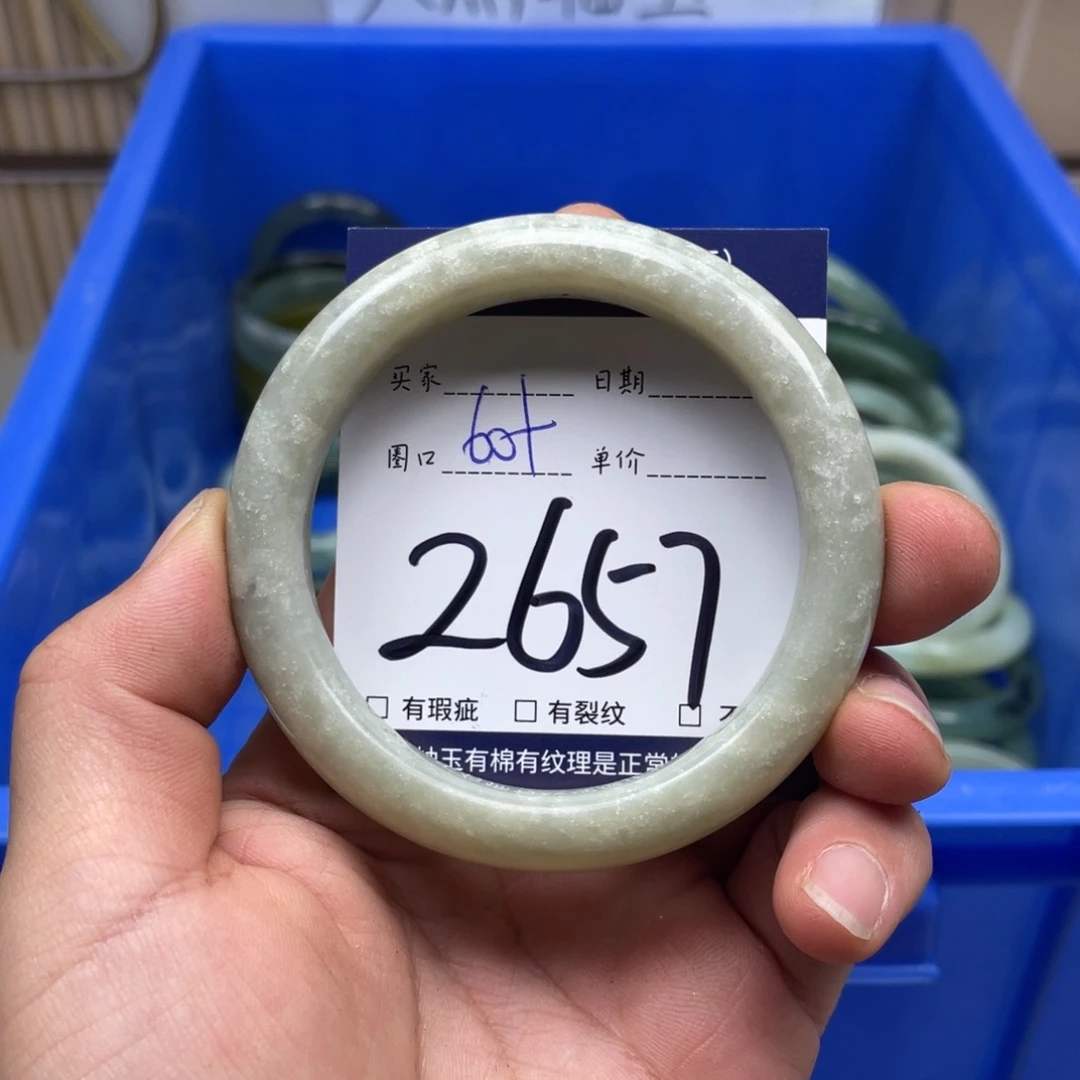 买家 日期
圈口 60+ 单价
2657
□ 有瑕疵 □ 有裂纹 □
玉有棉有纹理是正常